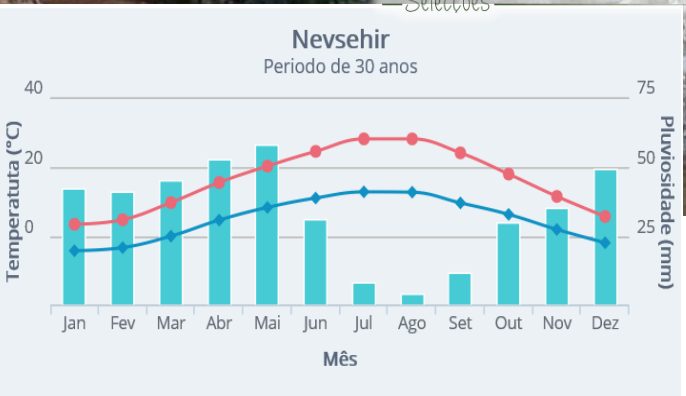 Selecções
Nevsehir
Periodo de 30 anos
40
20
0
Temperatuta (°C)
75
50
25
Pluviosidade (mm)
Jan Fev Mar Abr Mai Jun Jul Ago Set Out Nov Dez
Mês